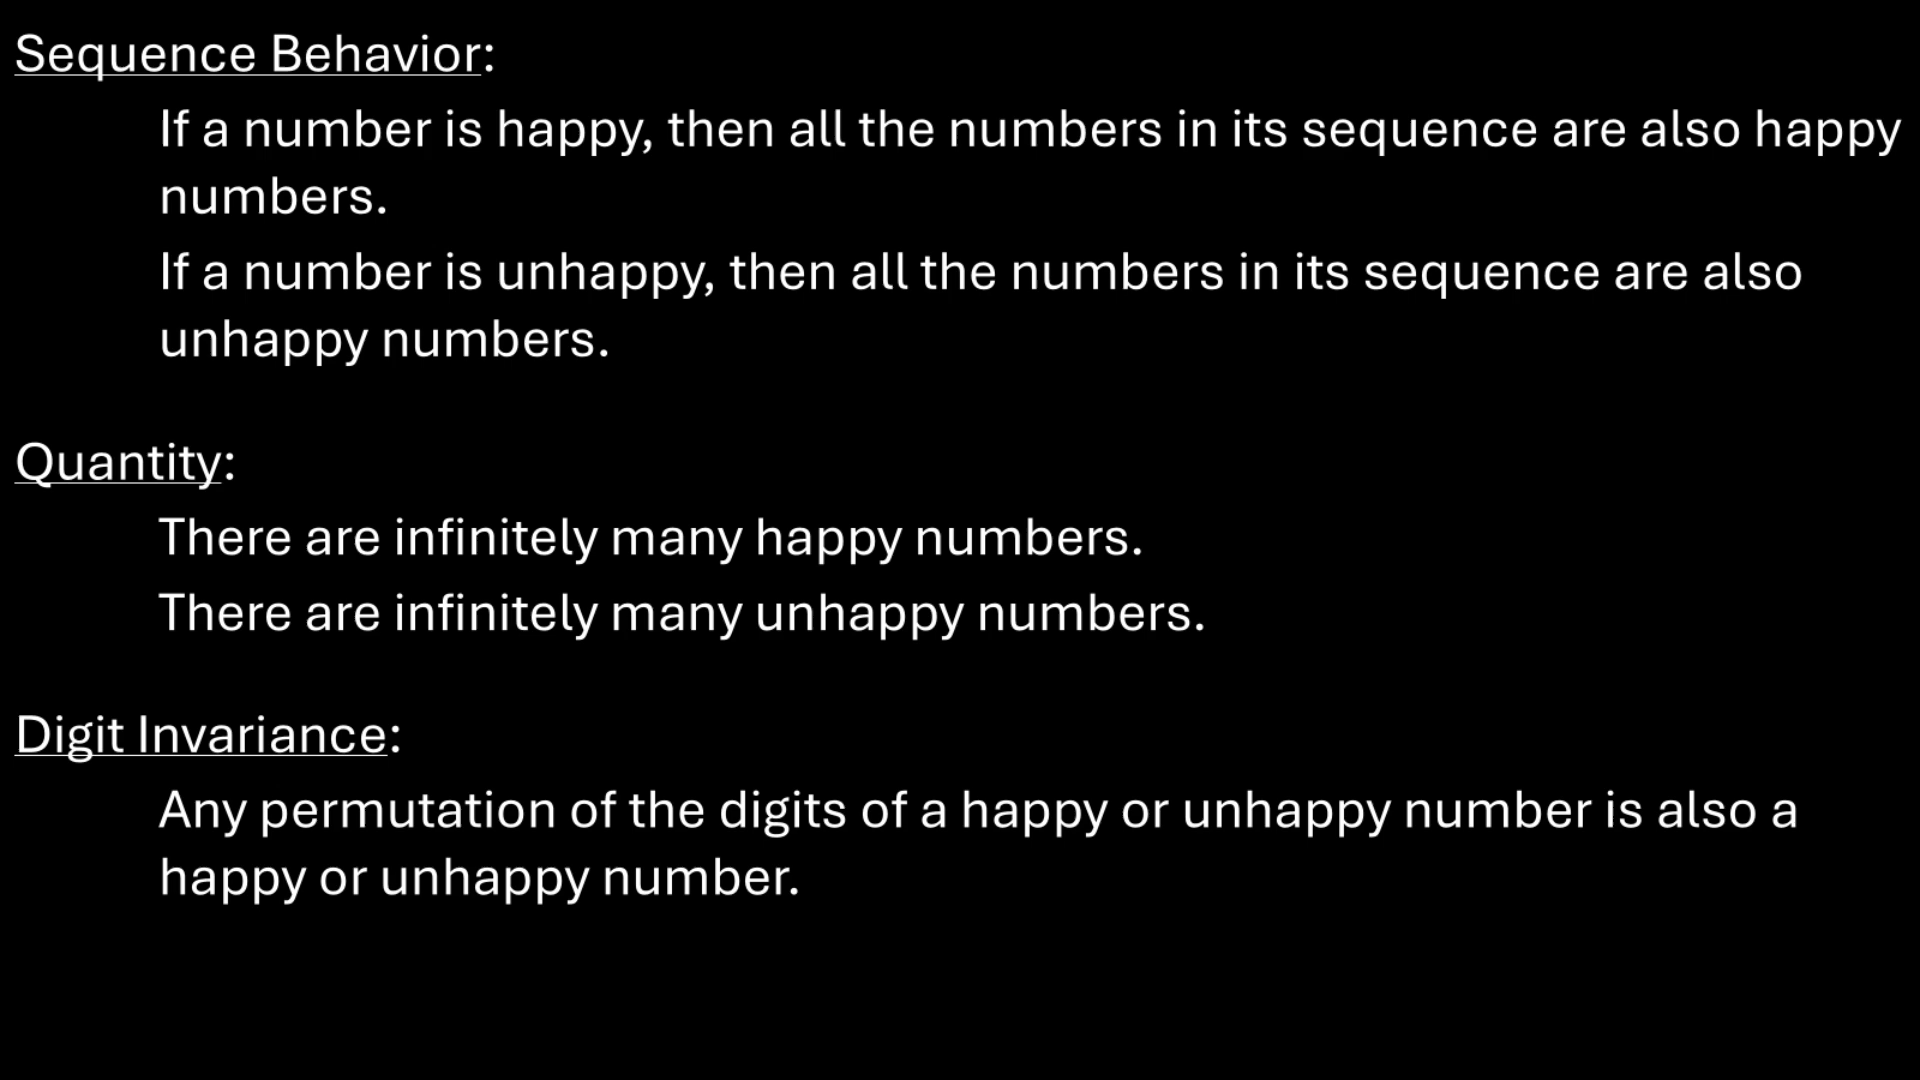 Sequence Behavior:
If a number is happy, then all the numbers in its sequence are also happy
numbers.
If a number is unhappy, then all the numbers in its sequence are also
unhappy numbers.
Quantity:
There are infinitely many happy numbers.
There are infinitely many unhappy numbers.
Digit Invariance:
Any permutation of the digits of a happy or unhappy number is also a
happy or unhappy number.